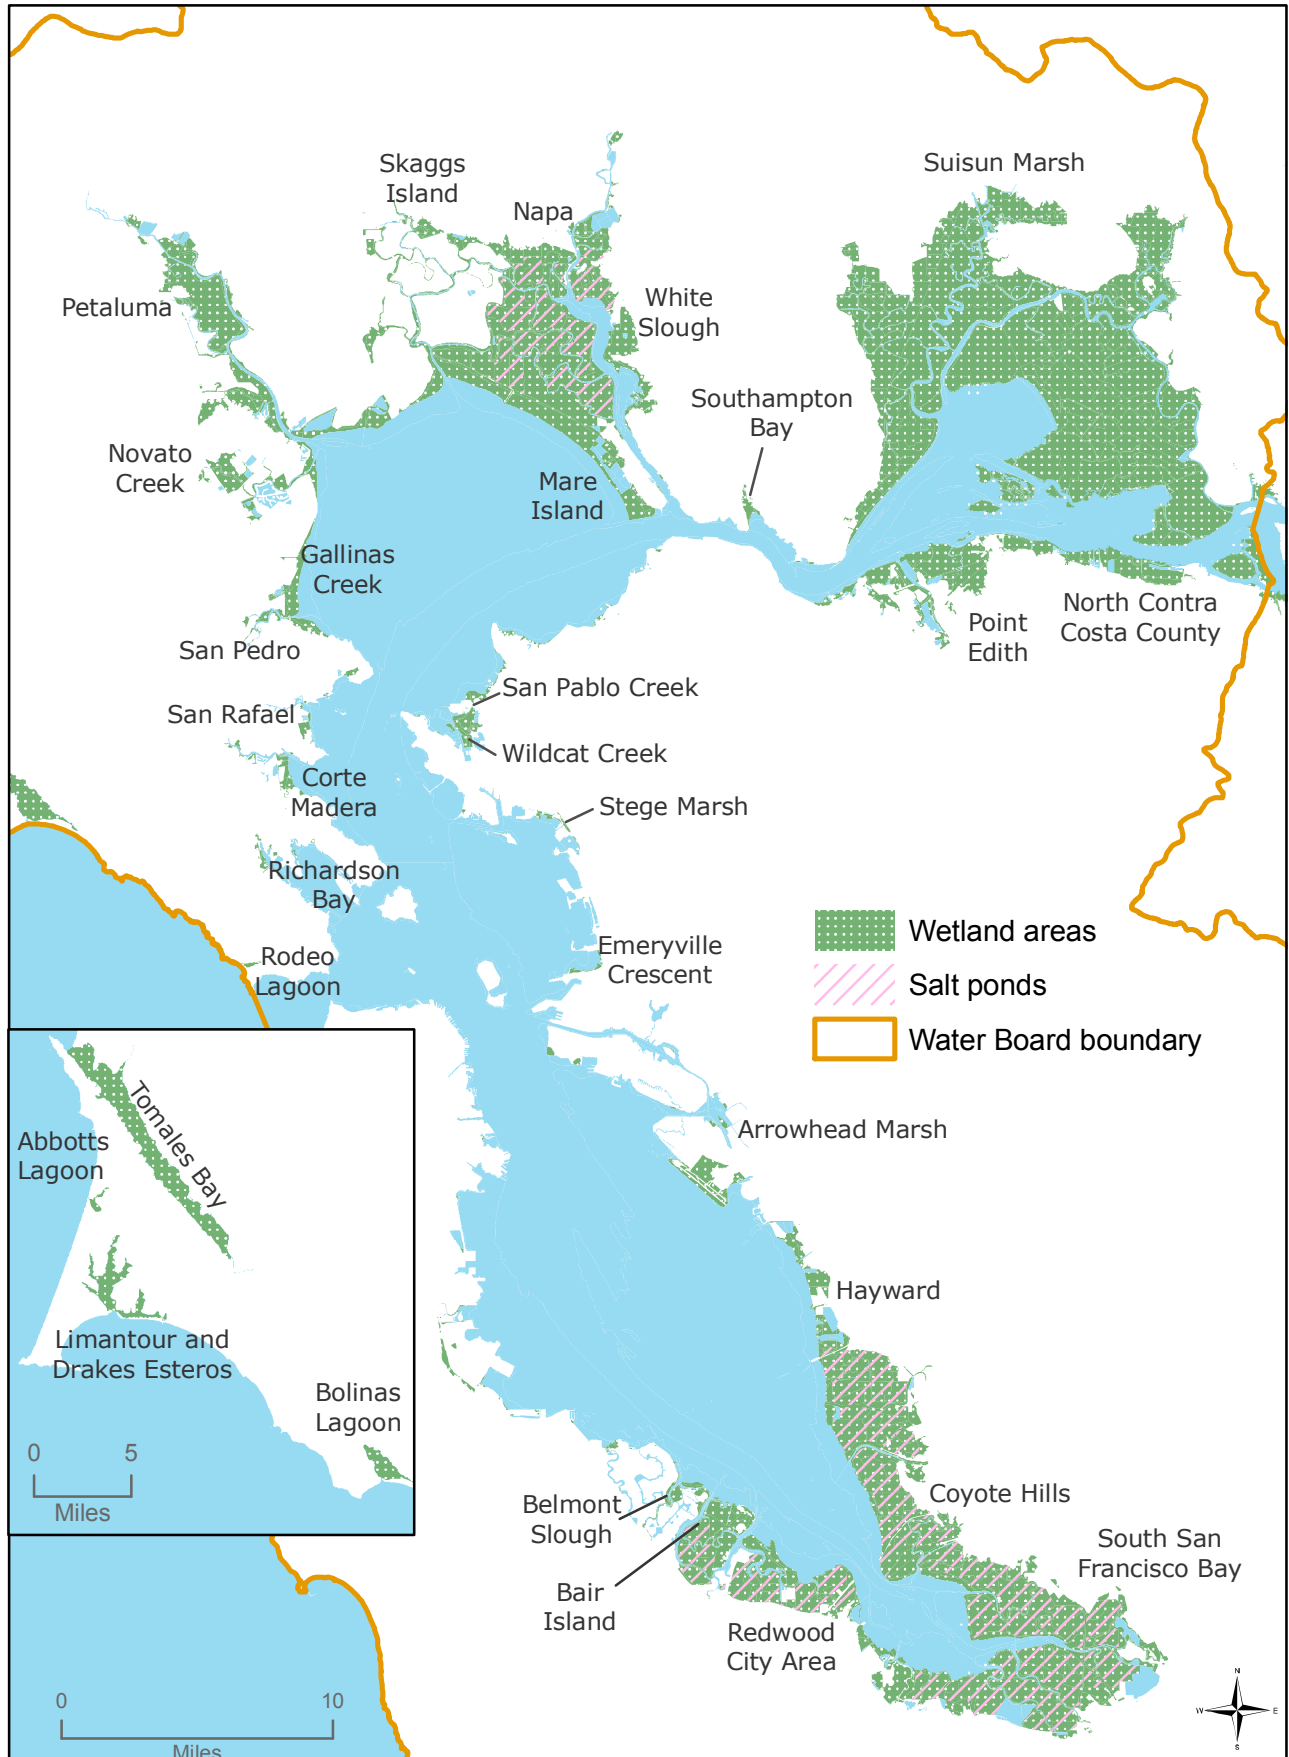 Skaggs
Island
Suisun Marsh
Napa
Petaluma
White
Slough
Southampton
Bay
Novato
Creek
Mare
Island
Gallinas
Creek
North Contra
Costa County
Point
Edith
San Pedro
San Pablo Creek
San Rafael
Wildcat Creek
Corte
Madera
Stege Marsh
Richardson
Bay
Wetland areas
Salt ponds
Water Board boundary
Emeryville
Crescent
Rodeo
Lagoon
Arrowhead Marsh
Abbotts
Lagoon
Tomales Bay
Hayward
Limantour and
Drakes Esteros
Bolinas
Lagoon
0 5
Miles
Coyote Hills
Belmont
Slough
South San
Francisco Bay
Bair
Island
Redwood
City Area
0 10
Miles
N
W E
S